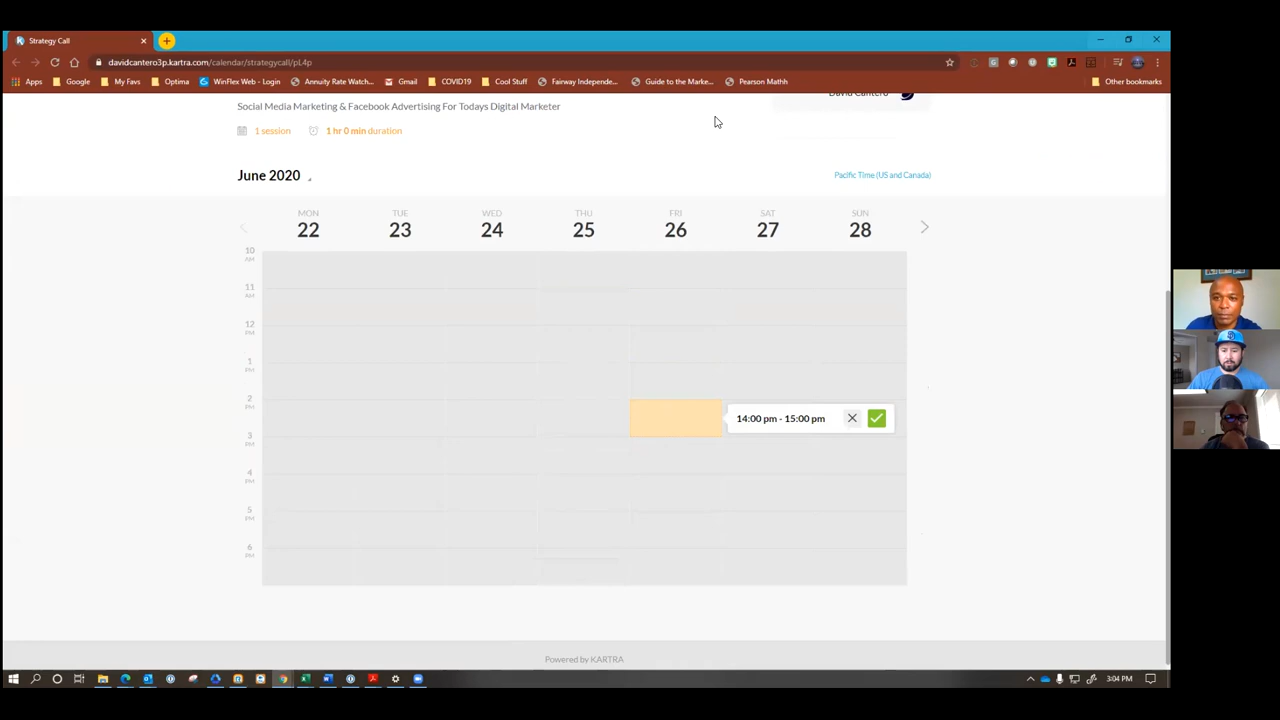 Strategy Call
davidcantero3p.kartra.com/calendar/strategycall/pL4p
Apps Google My Favs Optima WinFlex Web - Login Annuity Rate Watch... Gmail COVID19 Cool Stuff Fairway Independe... Guide to the Marke... Pearson Mathh Other bookmarks
David Cantero
Social Media Marketing & Facebook Advertising For Todays Digital Marketer
1 session 1 hr 0 min duration
June 2020 Pacific Time (US and Canada)
MON TUE WED THU FRI SAT SUN
22 23 24 25 26 27 28
10
AM
11
AM
12
PM
1
PM
2
PM
14:00 pm - 15:00 pm
3
PM
4
PM
5
PM
6
PM
Powered by KARTRA
3:04 PM